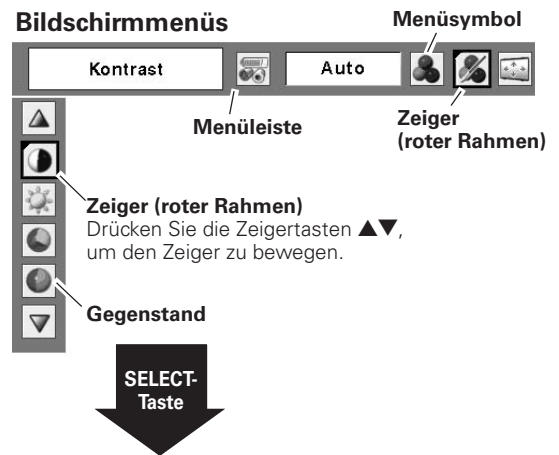 Bildschirmmenüs
Menüsymbol
Kontrast
Auto
Menüleiste
Zeiger
(roter Rahmen)
Zeiger (roter Rahmen)
Drücken Sie die Zeigertasten ▲▼,
um den Zeiger zu bewegen.
Gegenstand
SELECT-
Taste